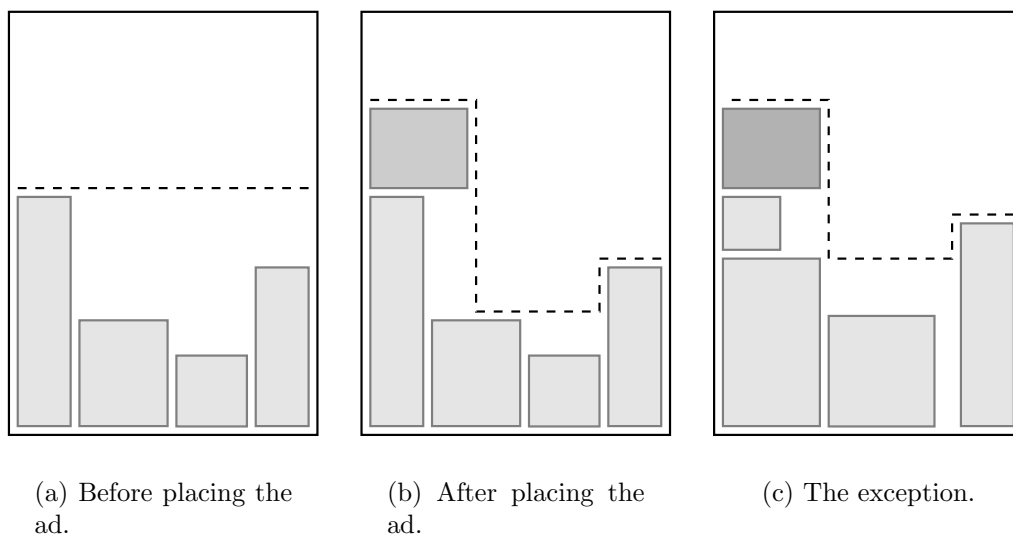 (a) Before placing the
ad.
(b) After placing the
ad.
(c) The exception.